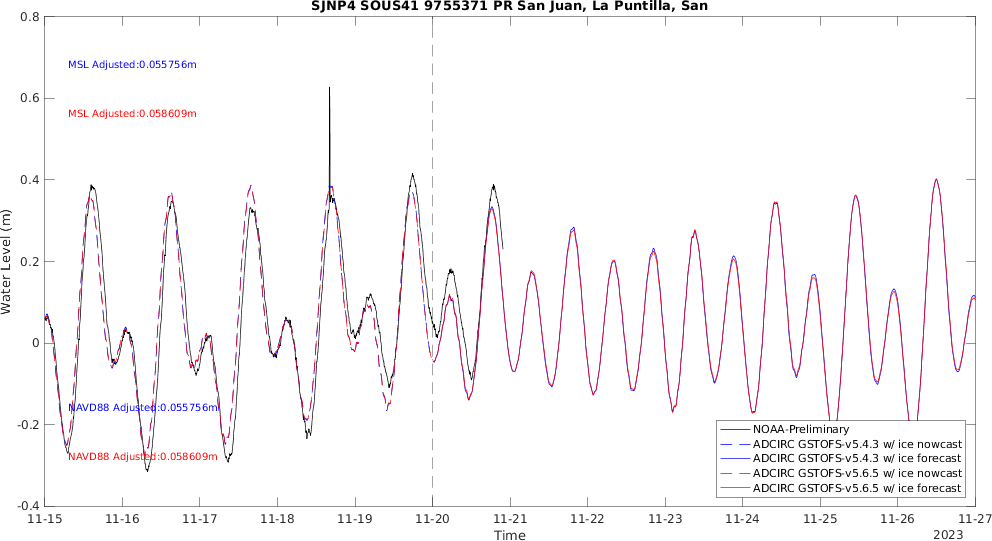 SJNP4 SOUS41 9755371 PR San Juan, La Puntilla, San
0.8
0.6
0.4
0.2
0
-0.2
-0.4
Water Level (m)
MSL Adjusted:0.055756m
MSL Adjusted:0.058609m
NAVD88 Adjusted:0.055756m
NAVD88 Adjusted:0.058609m
NOAA-Preliminary
ADCIRC GSTOFS-v5.4.3 w/ ice nowcast
ADCIRC GSTOFS-v5.4.3 w/ ice forecast
ADCIRC GSTOFS-v5.6.5 w/ ice nowcast
ADCIRC GSTOFS-v5.6.5 w/ ice forecast
11-15 11-16 11-17 11-18 11-19 11-20 11-21 11-22 11-23 11-24 11-25 11-26 11-27
Time
2023